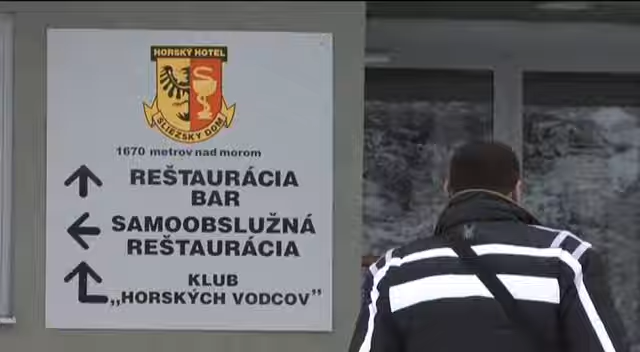 HORSKÝ HOTEL
SLIEZSKY DOM
1670 metrov nad morom
REŠTAURÁCIA
BAR
SAMOOBSLUŽNÁ
REŠTAURÁCIA
KLUB
„HORSKÝCH VODCOV”